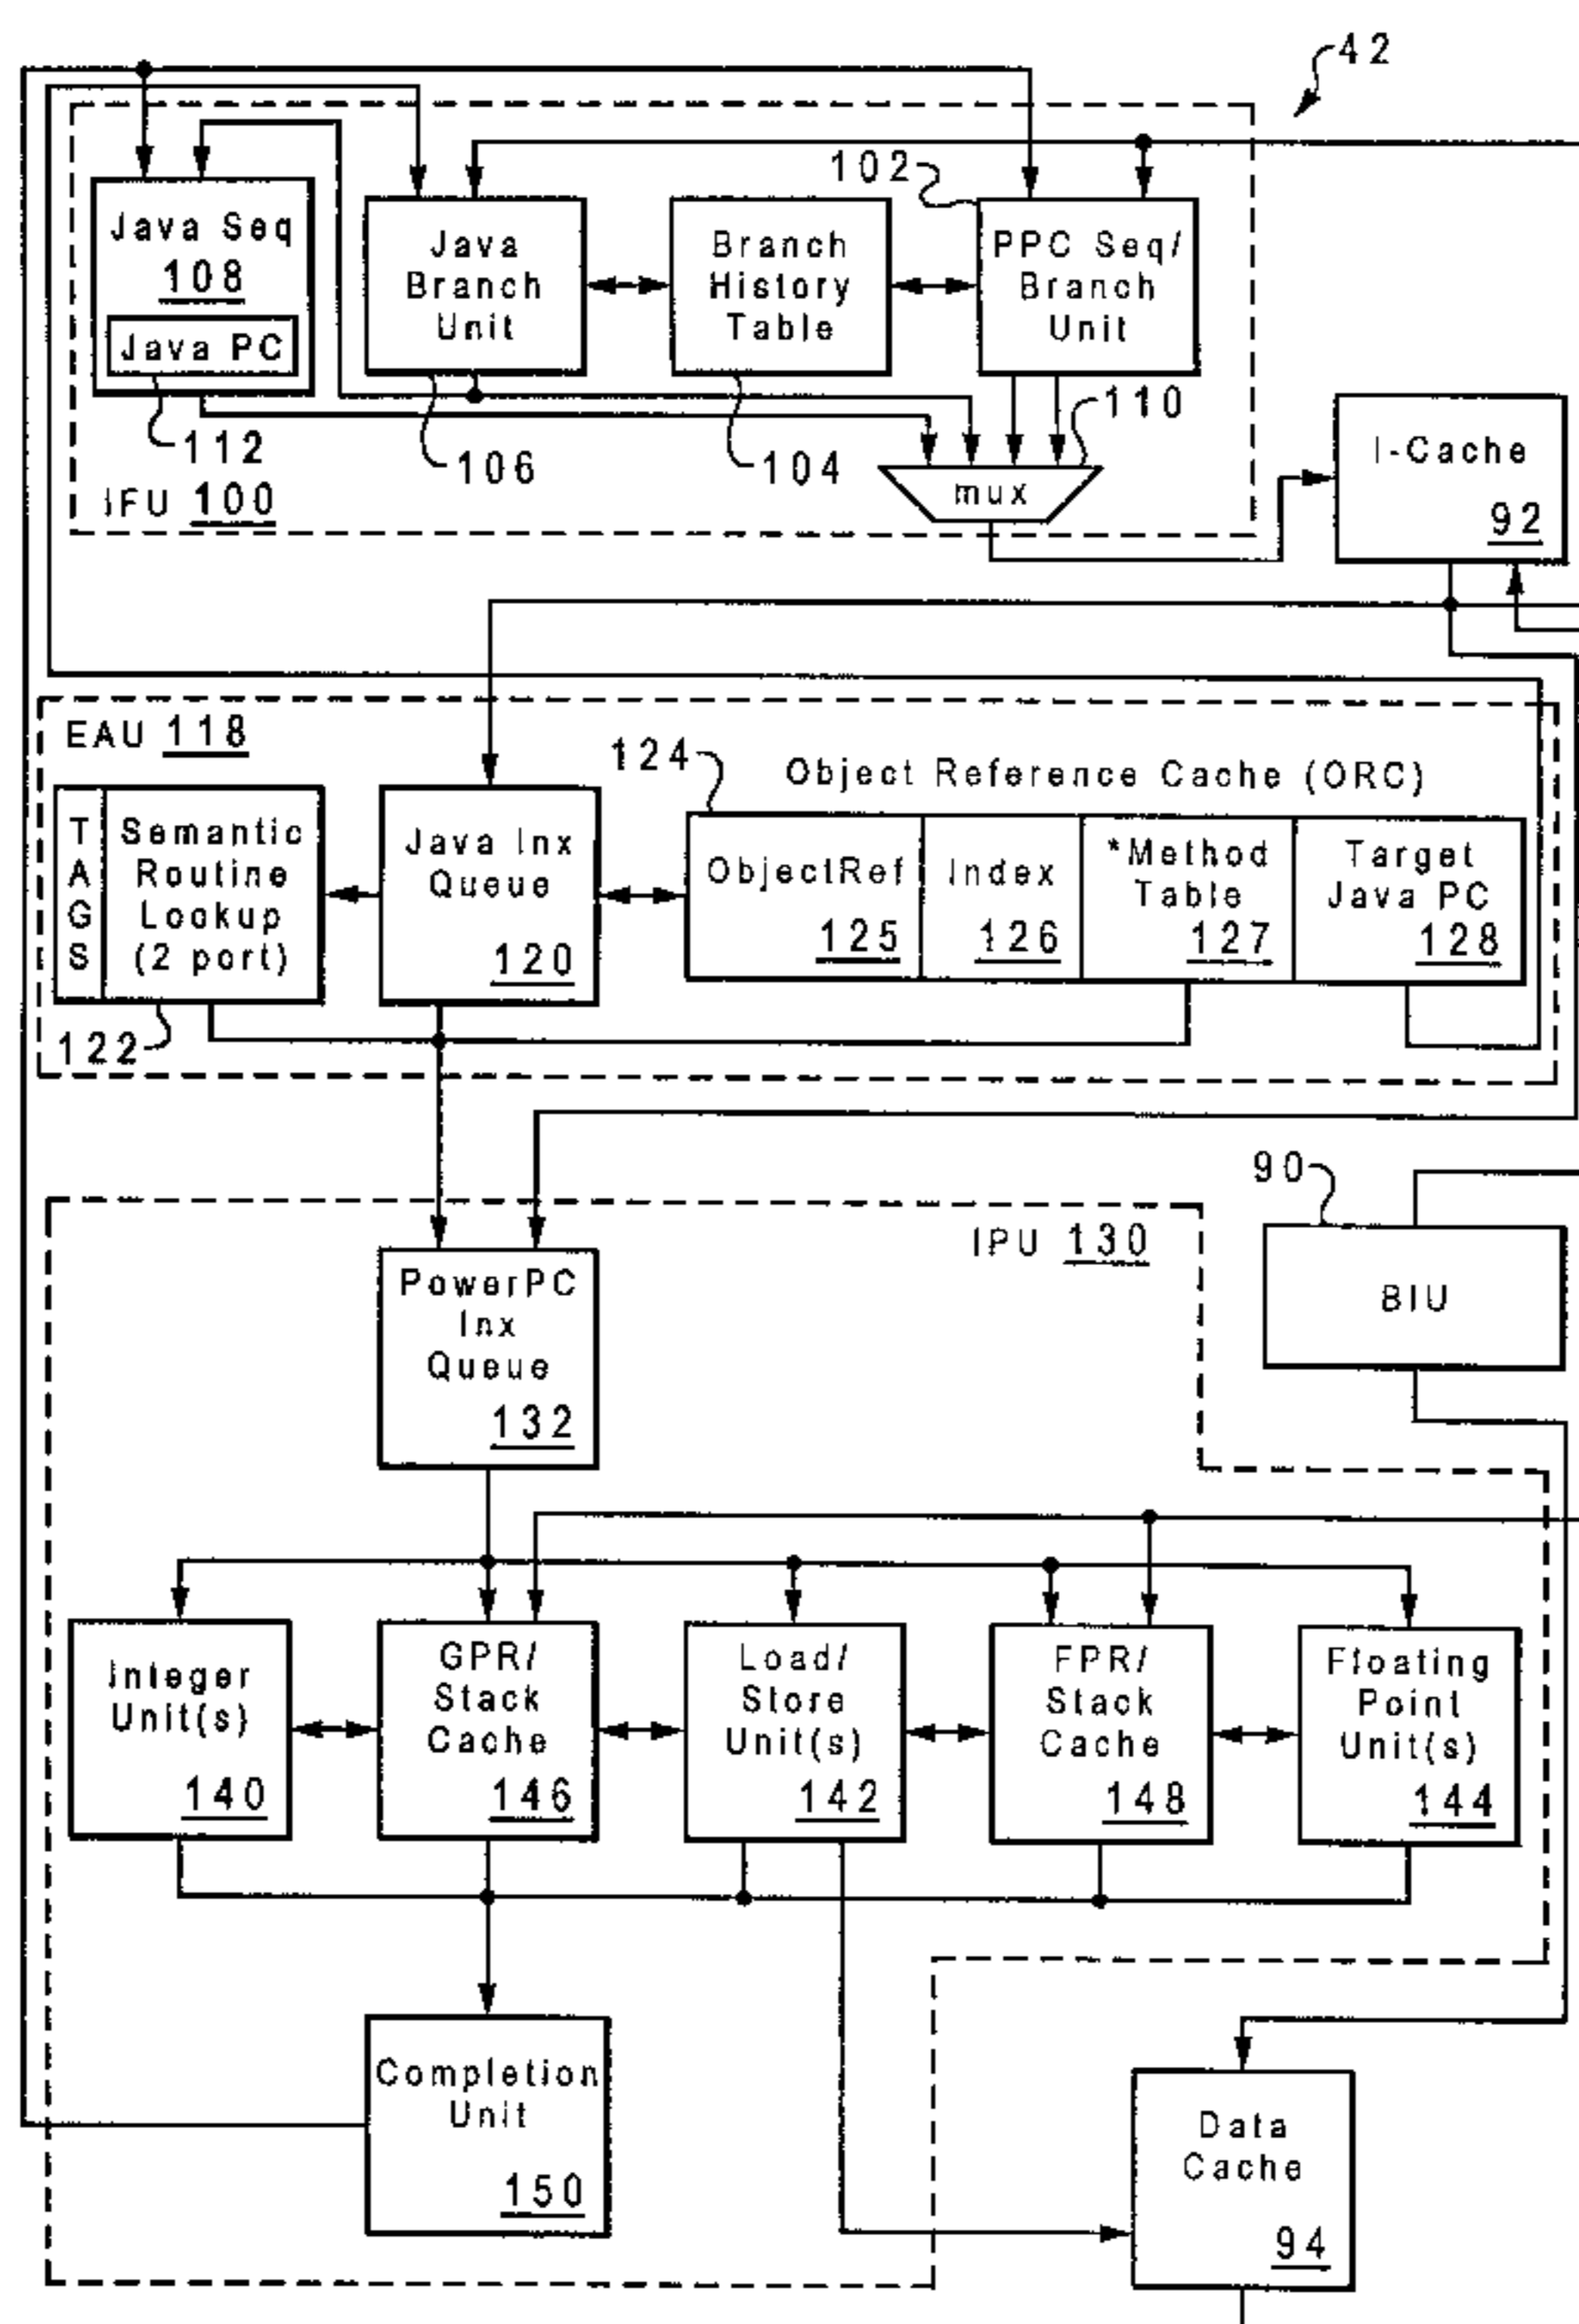 42
102
Java Seq
108
Java PC
Java
Branch
Unit
Branch
History
Table
PPC Seq/
Branch
Unit
110
112
106
104
mux
IFU 100
I-Cache
92
EAU 118
124
Object Reference Cache (ORC)
TAGS
Semantic
Routine
Lookup
(2 port)
Java Inx
Queue
120
ObjectRef
125
Index
126
*Method
Table
127
Target
Java PC
128
122
90
IPU 130
BIU
PowerPC
Inx
Queue
132
Integer
Unit(s)
140
GPR/
Stack
Cache
146
Load/
Store
Unit(s)
142
FPR/
Stack
Cache
148
Floating
Point
Unit(s)
144
Completion
Unit
150
Data
Cache
94